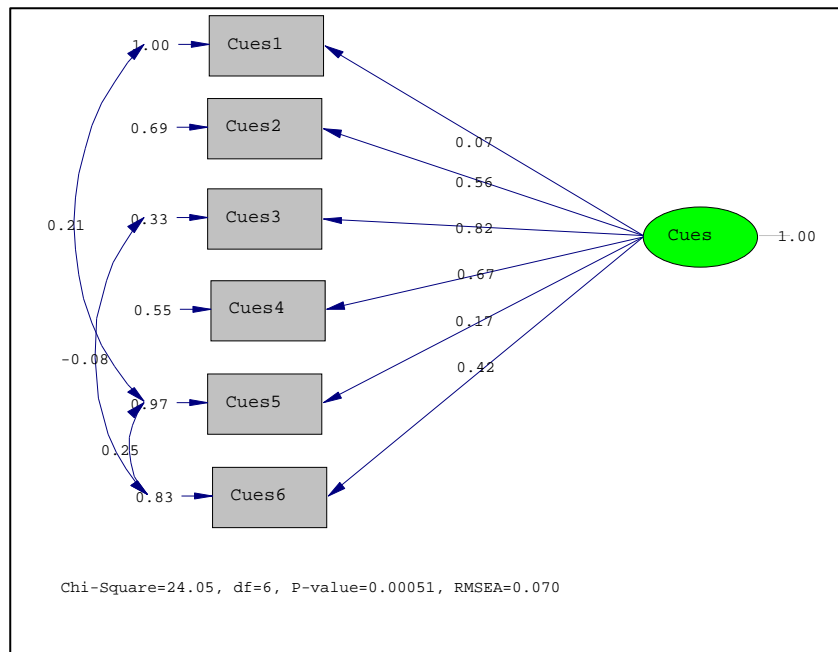 1.00 Cues1
0.07
0.69 Cues2
0.56
0.21 0.33 Cues3 0.82 Cues 1.00
0.67
0.55 Cues4
0.17
-0.08
0.42
0.97 Cues5
0.25
0.83 Cues6
Chi-Square=24.05, df=6, P-value=0.00051, RMSEA=0.070